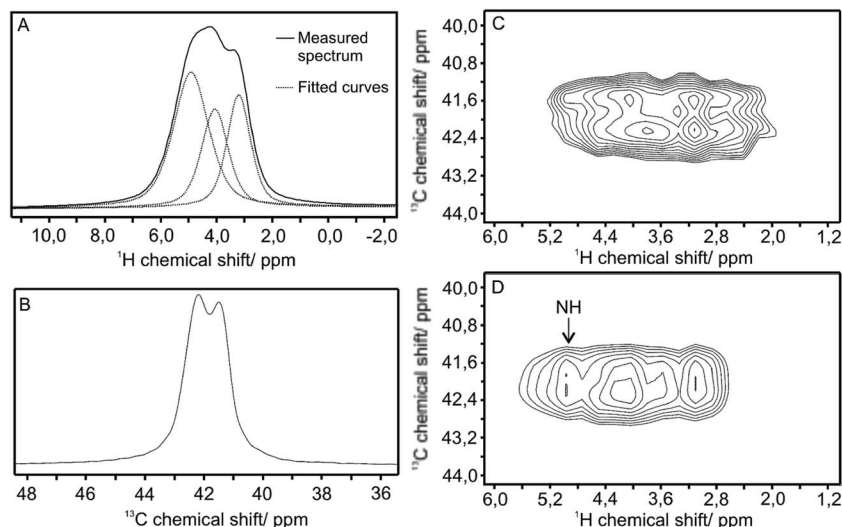 A
Measured
spectrum
Fitted curves
10,0 8,0 6,0 4,0 2,0 0,0 -2,0
¹H chemical shift/ ppm
B
48 46 44 42 40 38 36
¹³C chemical shift/ ppm
C
40,0
40,8
41,6
42,4
43,2
44,0
¹³C chemical shift/ ppm
6,0 5,2 4,4 3,6 2,8 2,0 1,2
¹H chemical shift/ ppm
D
NH
40,0
40,8
41,6
42,4
43,2
44,0
¹³C chemical shift/ ppm
6,0 5,2 4,4 3,6 2,8 2,0 1,2
¹H chemical shift/ ppm